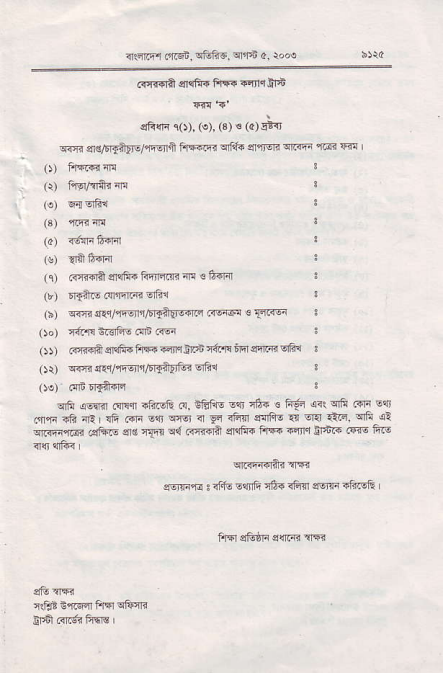 বাংলাদেশ গেজেট, অতিরিক্ত, আগস্ট ৫, ২০০৩ ৯১২৫
বেসরকারী প্রাথমিক শিক্ষক কল্যাণ ট্রাস্ট
ফরম ‘ক’
প্রবিধান ৭(১), (৩), (৪) ও (৫) দ্রষ্টব্য
অবসর প্রাপ্ত/চাকুরীচ্যুত/পদত্যাগী শিক্ষকদের আর্থিক প্রাপ্যতার আবেদন পত্রের ফরম।
(১) শিক্ষকের নাম ঃ
(২) পিতা/স্বামীর নাম ঃ
(৩) জন্ম তারিখ ঃ
(৪) পদের নাম ঃ
(৫) বর্তমান ঠিকানা ঃ
(৬) স্থায়ী ঠিকানা ঃ
(৭) বেসরকারী প্রাথমিক বিদ্যালয়ের নাম ও ঠিকানা ঃ
(৮) চাকুরীতে যোগদানের তারিখ ঃ
(৯) অবসর গ্রহণ/পদত্যাগ/চাকুরীচ্যুতকালে বেতনক্রম ও মূলবেতন ঃ
(১০) সর্বশেষ উত্তোলিত মোট বেতন ঃ
(১১) বেসরকারী প্রাথমিক শিক্ষক কল্যাণ ট্রাস্টে সর্বশেষ চাঁদা প্রদানের তারিখ ঃ
(১২) অবসর গ্রহণ/পদত্যাগ/চাকুরীচ্যুতির তারিখ ঃ
(১৩) মোট চাকুরীকাল ঃ
আমি এতদ্বারা ঘোষণা করিতেছি যে, উল্লিখিত তথ্য সঠিক ও নির্ভুল এবং আমি কোন তথ্য
গোপন করি নাই। যদি কোন তথ্য অসত্য বা ভুল বলিয়া প্রমাণিত হয় তাহা হইলে, আমি এই
আবেদনপত্রের প্রেক্ষিতে প্রাপ্ত সমুদয় অর্থ বেসরকারী প্রাথমিক শিক্ষক কল্যাণ ট্রাস্টকে ফেরত দিতে
বাধ্য থাকিব।
আবেদনকারীর স্বাক্ষর
প্রত্যয়নপত্র ঃ বর্ণিত তথ্যাদি সঠিক বলিয়া প্রত্যয়ন করিতেছি।
শিক্ষা প্রতিষ্ঠান প্রধানের স্বাক্ষর
প্রতি স্বাক্ষর
সংশ্লিষ্ট উপজেলা শিক্ষা অফিসার
ট্রাস্টী বোর্ডের সিদ্ধান্ত।